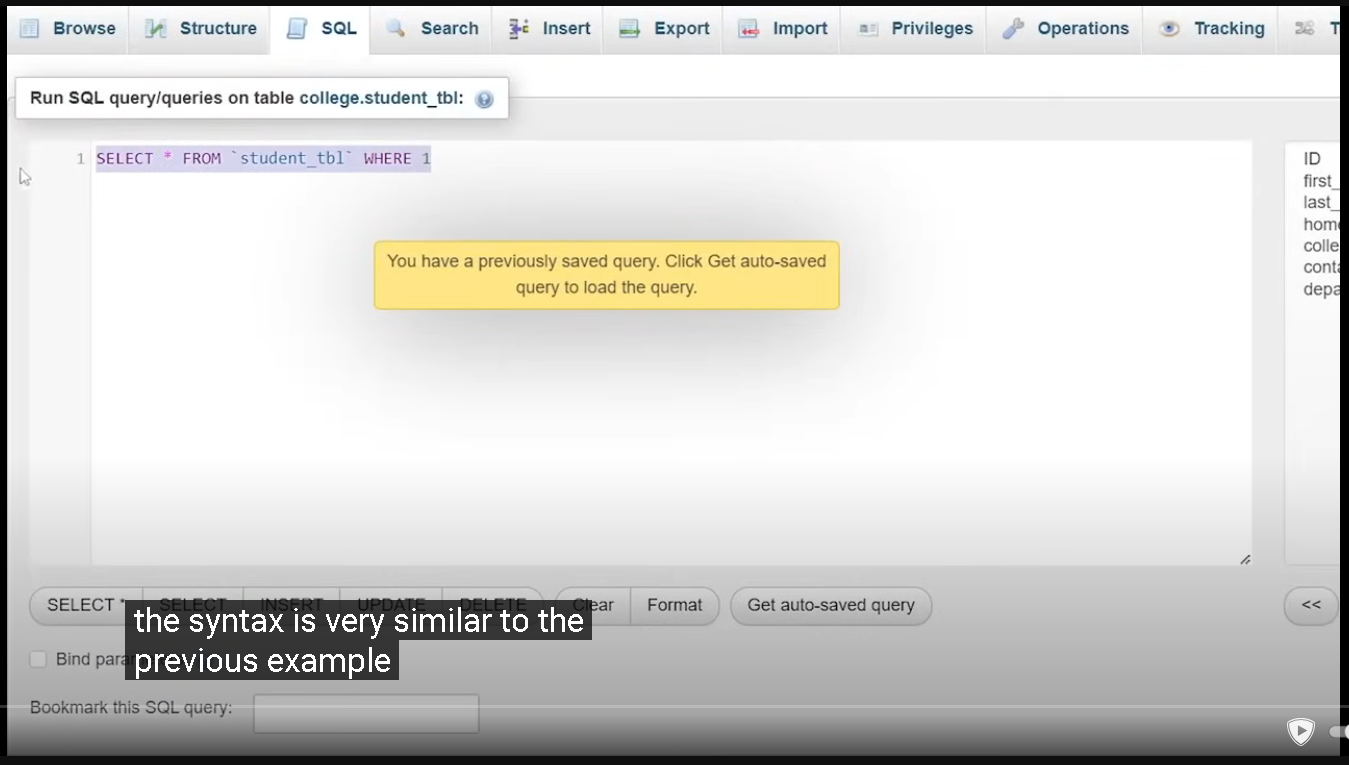 Browse Structure SQL Search Insert Export Import Privileges Operations Tracking
Run SQL query/queries on table college.student_tbl:
1 SELECT * FROM `student_tbl` WHERE 1
ID
first_
last_
home
colle
conta
depa
You have a previously saved query. Click Get auto-saved
query to load the query.
SELECT * SELECT INSERT UPDATE DELETE Clear Format Get auto-saved query <<
the syntax is very similar to the
previous example
Bind para
Bookmark this SQL query: